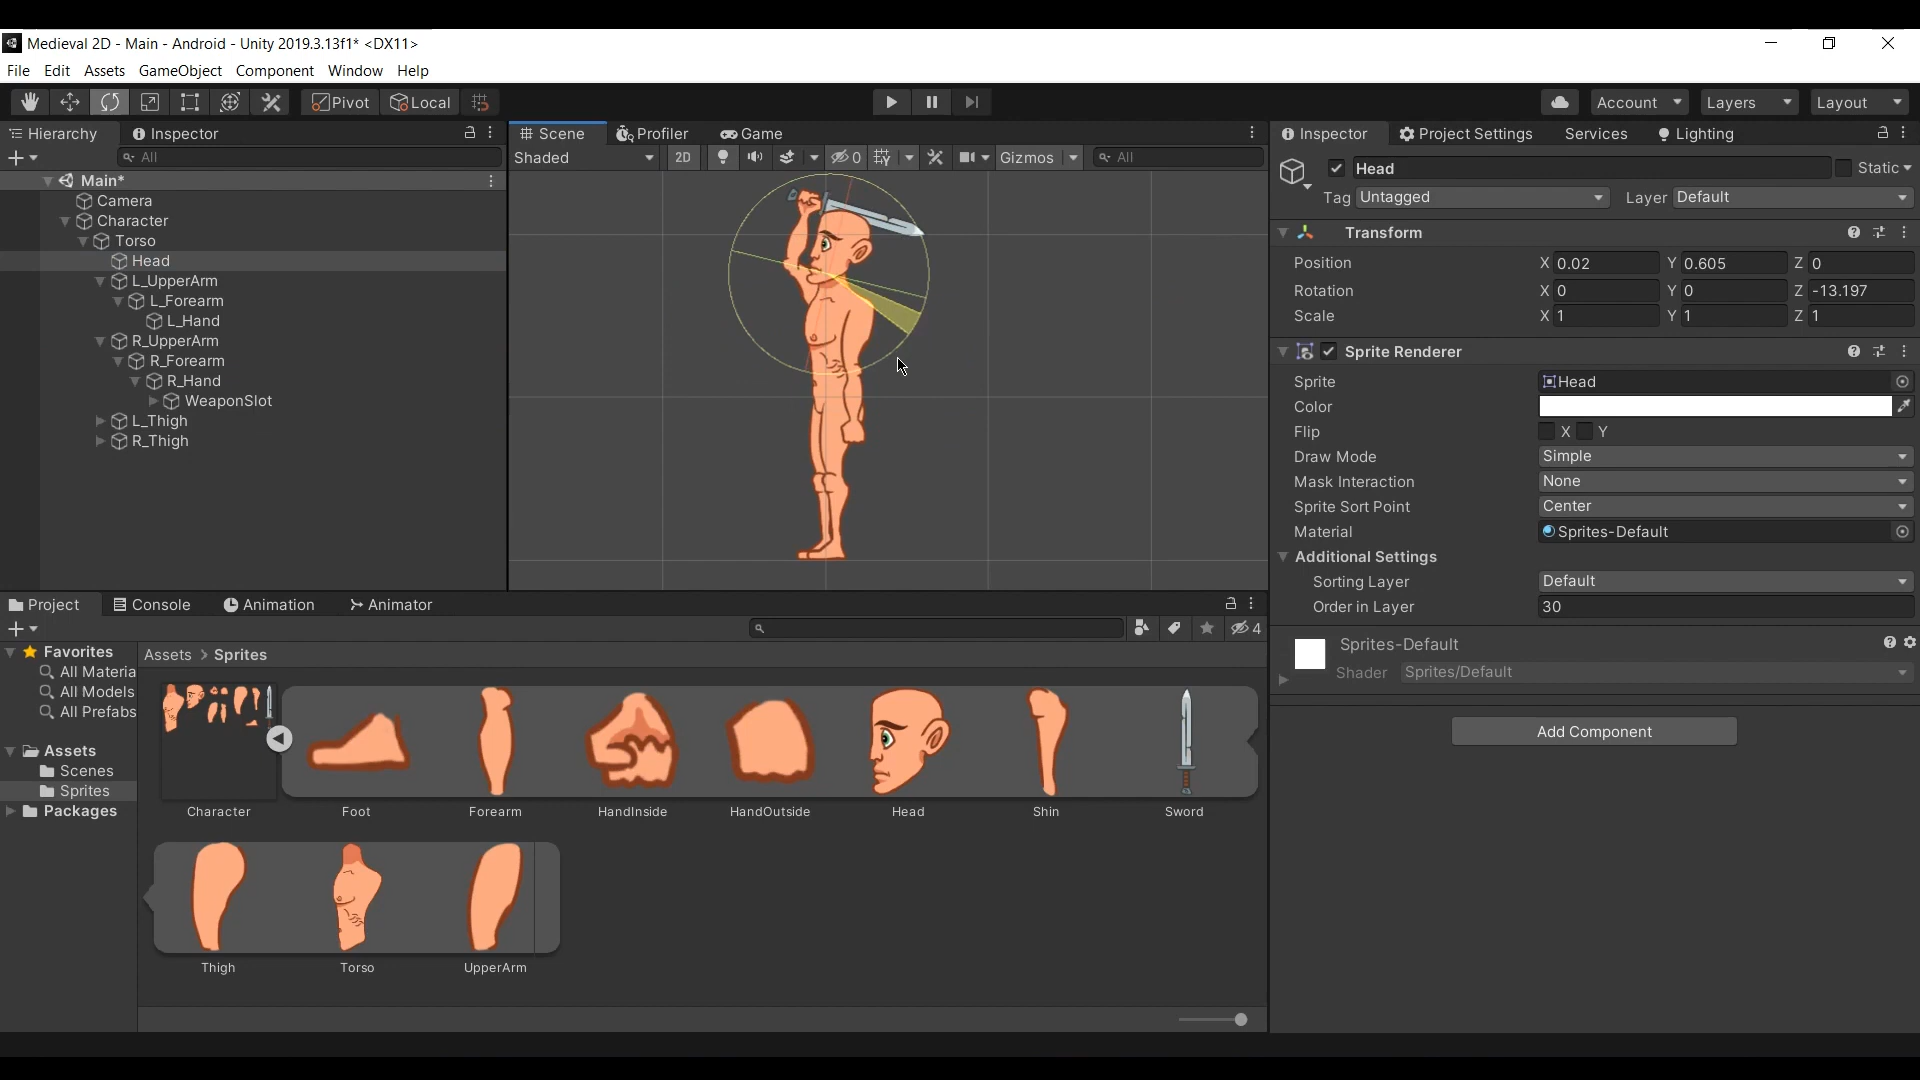 Medieval 2D - Main - Android - Unity 2019.3.13f1* <DX11>
File Edit Assets GameObject Component Window Help
Pivot Local Account Layers Layout
Hierarchy Inspector
All
Main*
Camera
Character
Torso
Head
L_UpperArm
L_Forearm
L_Hand
R_UpperArm
R_Forearm
R_Hand
WeaponSlot
L_Thigh
R_Thigh
Scene Profiler Game
Shaded 2D 0 Gizmos All
Inspector Project Settings Services Lighting
Head Static
Tag Untagged Layer Default
Transform
Position X 0.02 Y 0.605 Z 0
Rotation X 0 Y 0 Z -13.197
Scale X 1 Y 1 Z 1
Sprite Renderer
Sprite Head
Color
Flip X Y
Draw Mode Simple
Mask Interaction None
Sprite Sort Point Center
Material Sprites-Default
Additional Settings
Sorting Layer Default
Order in Layer 30
Sprites-Default
Shader Sprites/Default
Add Component
Project Console Animation Animator
4
Favorites
All Materia
All Models
All Prefabs
Assets
Scenes
Sprites
Packages
Assets > Sprites
Character Foot Forearm HandInside HandOutside Head Shin Sword
Thigh Torso UpperArm